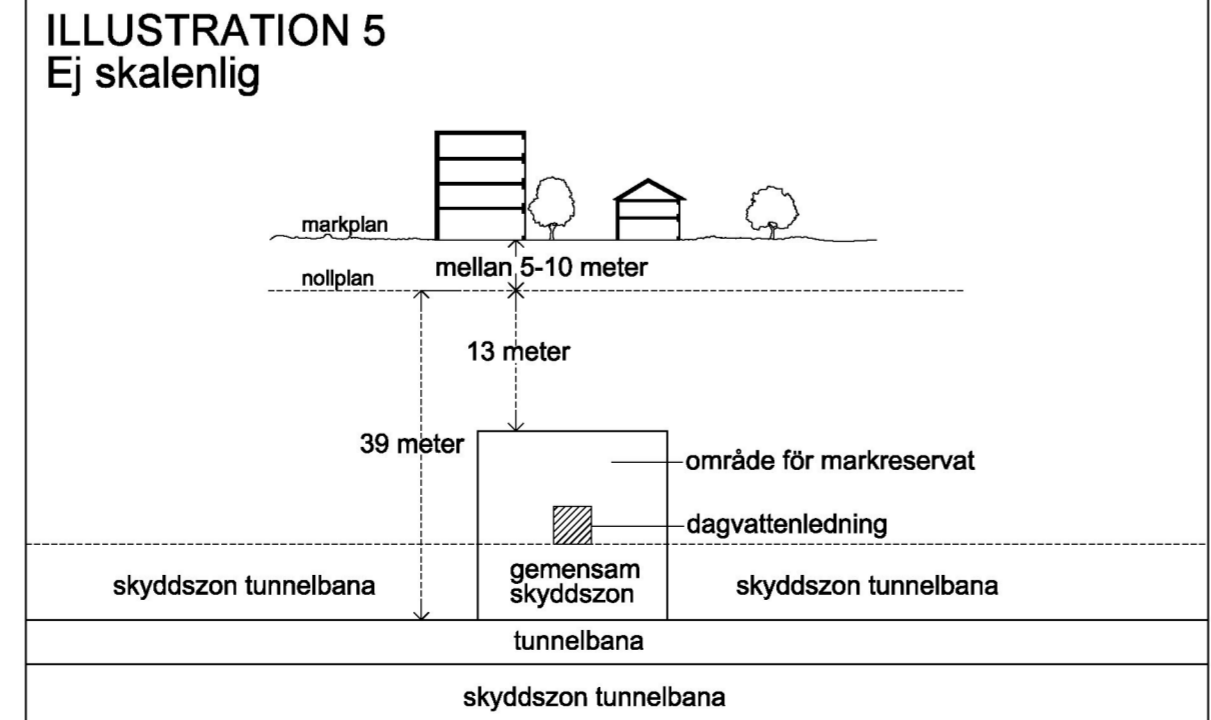 ILLUSTRATION 5
Ej skalenlig
markplan
mellan 5-10 meter
nollplan
13 meter
39 meter
område för markreservat
dagvattenledning
skyddszon tunnelbana
gemensam
skyddszon
skyddszon tunnelbana
tunnelbana
skyddszon tunnelbana